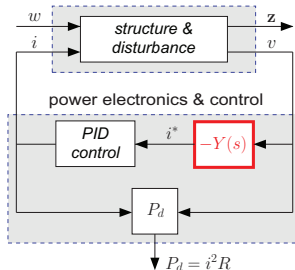 w
i
structure &
disturbance
z
v
power electronics & control
PID
control
i*
−Y(s)
P_d
P_d = i²R